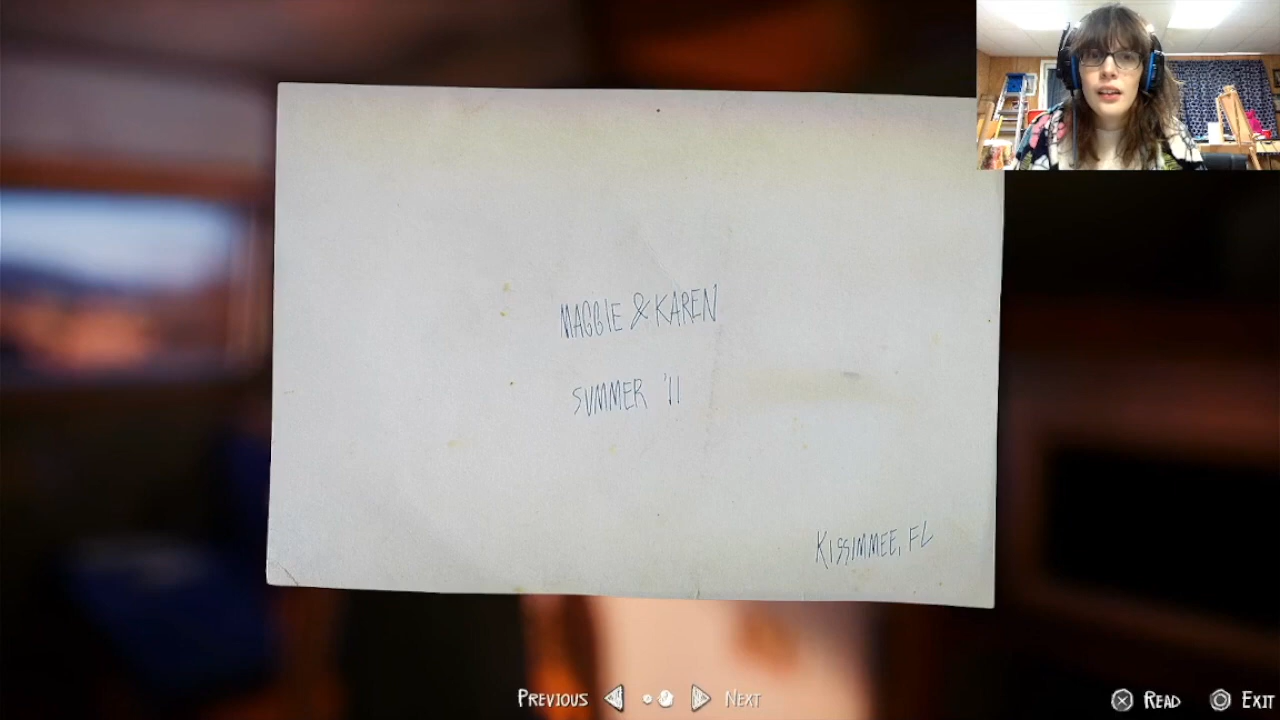 MAGGIE & KAREN
SUMMER '11
KISSIMMEE, FL
PREVIOUS NEXT
READ EXIT